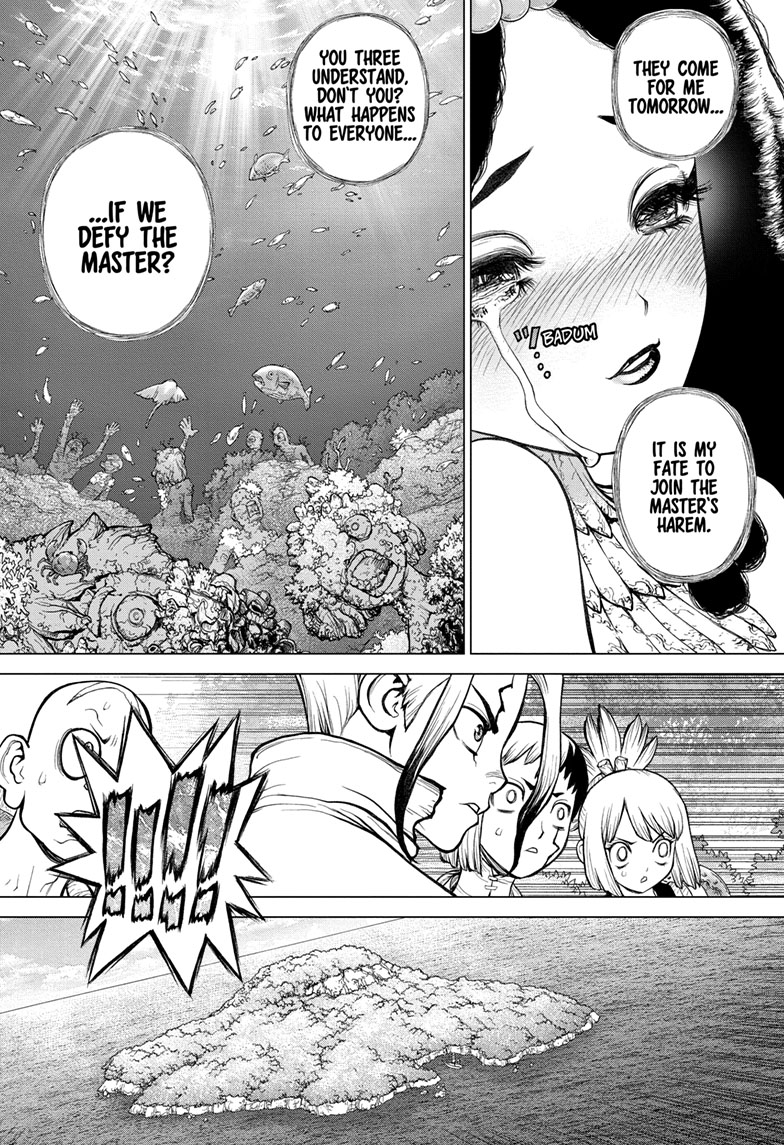 THEY COME
FOR ME
TOMORROW...
BADUM
IT IS MY
FATE TO
JOIN THE
MASTER'S
HAREM.
YOU THREE
UNDERSTAND,
DON'T YOU?
WHAT HAPPENS
TO EVERYONE...
...IF WE
DEFY THE
MASTER?
!!!!